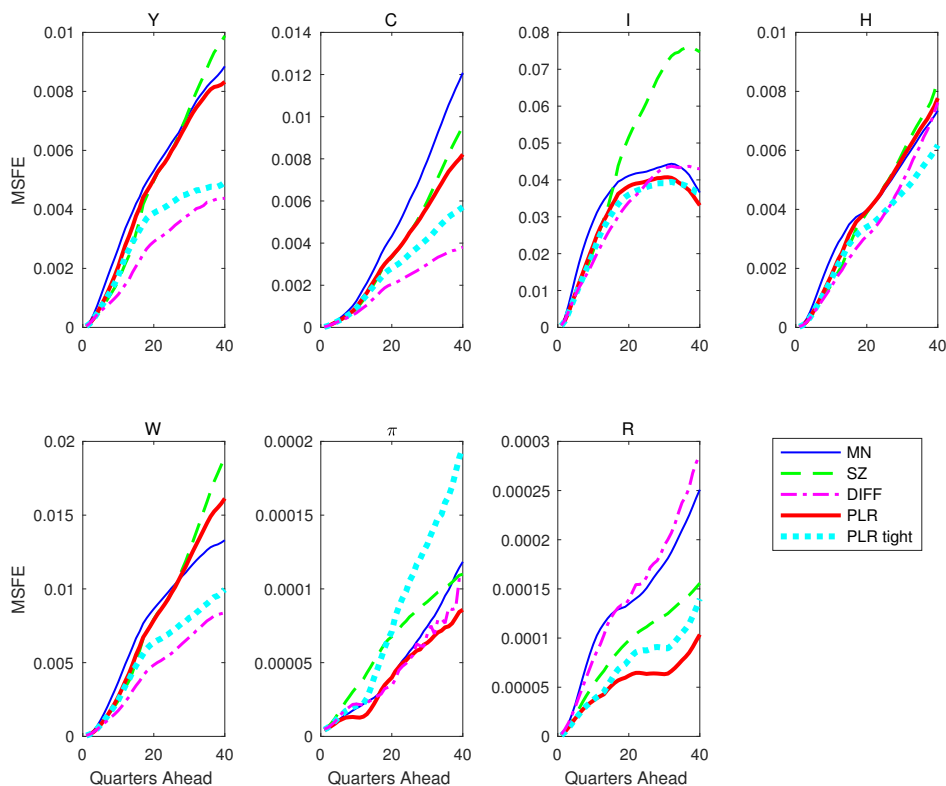 Y
C
I
H
MSFE
0.01
0.008
0.006
0.004
0.002
0
0 20 40
0.014
0.012
0.01
0.008
0.006
0.004
0.002
0
0 20 40
0.08
0.07
0.06
0.05
0.04
0.03
0.02
0.01
0
0 20 40
0.01
0.008
0.006
0.004
0.002
0
0 20 40
W
π
R
MSFE
0.02
0.015
0.01
0.005
0
0 20 40
Quarters Ahead
0.0002
0.00015
0.0001
0.00005
0
0 20 40
Quarters Ahead
0.0003
0.00025
0.0002
0.00015
0.0001
0.00005
0
0 20 40
Quarters Ahead
MN
SZ
DIFF
PLR
PLR tight